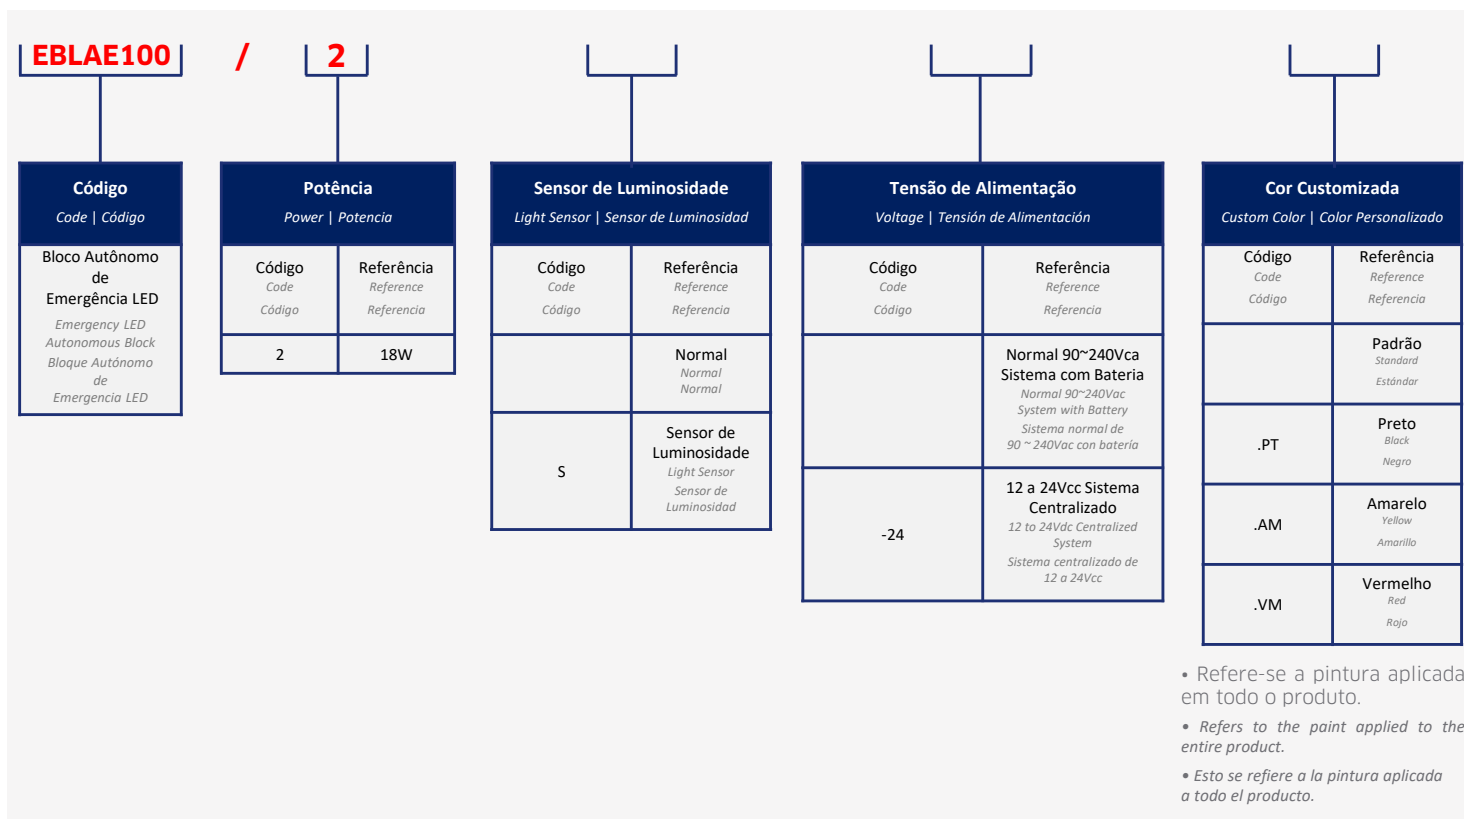 EBLAE100 / 2
Código
Code | Código
Bloco Autônomo
de
Emergência LED
Emergency LED
Autonomous Block
Bloque Autónomo
de
Emergencia LED
Potência
Power | Potencia
Código
Code
Código
Referência
Reference
Referencia
2
18W
Sensor de Luminosidade
Light Sensor | Sensor de Luminosidad
Código
Code
Código
Referência
Reference
Referencia
Normal
Normal
Normal
S
Sensor de
Luminosidade
Light Sensor
Sensor de
Luminosidad
Tensão de Alimentação
Voltage | Tensión de Alimentación
Código
Code
Código
Referência
Reference
Referencia
Normal 90~240Vca
Sistema com Bateria
Normal 90~240Vac
System with Battery
Sistema normal de
90 ~ 240Vac con batería
-24
12 a 24Vcc Sistema
Centralizado
12 to 24Vdc Centralized
System
Sistema centralizado de
12 a 24Vcc
Cor Customizada
Custom Color | Color Personalizado
Código
Code
Código
Referência
Reference
Referencia
Padrão
Standard
Estándar
.PT
Preto
Black
Negro
.AM
Amarelo
Yellow
Amarillo
.VM
Vermelho
Red
Rojo
• Refere-se a pintura aplicada
em todo o produto.
• Refers to the paint applied to the
entire product.
• Esto se refiere a la pintura aplicada
a todo el producto.